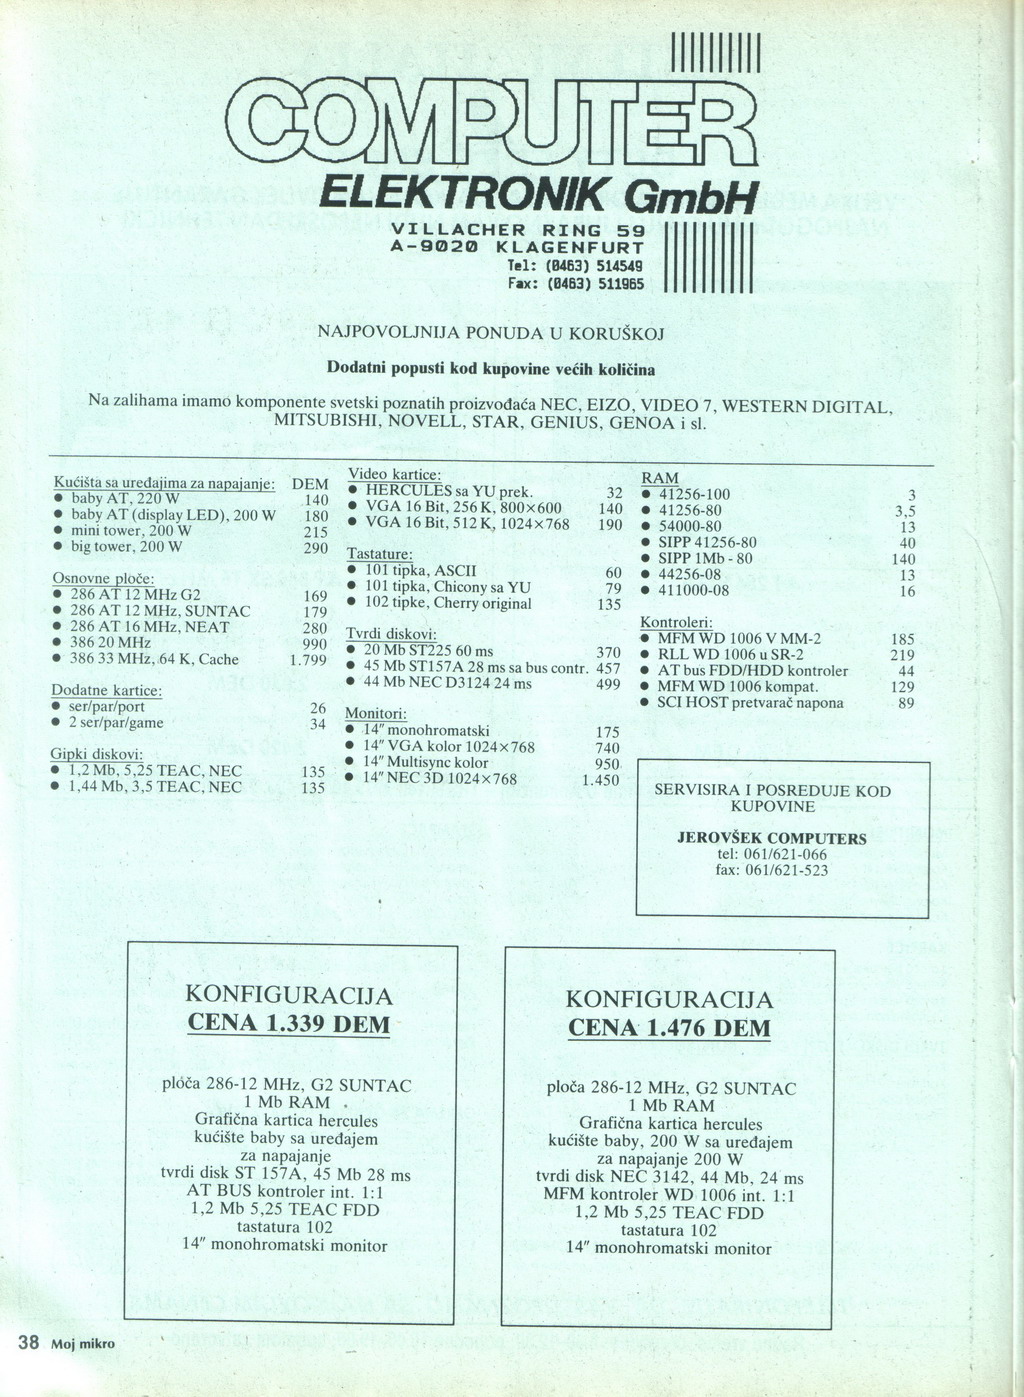 COMPUTER
ELEKTRONIK GmbH
VILLACHER RING 59
A-9020 KLAGENFURT
Tel: (0463) 514549
Fax: (0463) 511965
NAJPOVOLJNIJA PONUDA U KORUŠKOJ
Dodatni popusti kod kupovine većih količina
Na zalihama imamo komponente svetski poznatih proizvođaća NEC, EIZO, VIDEO 7, WESTERN DIGITAL,
MITSUBISHI, NOVELL, STAR, GENIUS, GENOA i sl.
Kućišta sa uređajima za napajanje: DEM
• baby AT, 220 W 140
• baby AT (display LED), 200 W 180
• mini tower, 200 W 215
• big tower, 200 W 290
Osnovne ploče:
• 286 AT 12 MHz G2 169
• 286 AT 12 MHz, SUNTAC 179
• 286 AT 16 MHz, NEAT 280
• 386 20 MHz 990
• 386 33 MHz, 64 K, Cache 1.799
Dodatne kartice:
• ser/par/port 26
• 2 ser/par/game 34
Gipki diskovi:
• 1,2 Mb, 5,25 TEAC, NEC 135
• 1,44 Mb, 3,5 TEAC, NEC 135
Video kartice:
• HERCULES sa YU prek. 32
• VGA 16 Bit, 256 K, 800×600 140
• VGA 16 Bit, 512 K, 1024×768 190
Tastature:
• 101 tipka, ASCII 60
• 101 tipka, Chicony sa YU 79
• 102 tipke, Cherry original 135
Tvrdi diskovi:
• 20 Mb ST225 60 ms 370
• 45 Mb ST157A 28 ms sa bus contr. 457
• 44 Mb NEC D3124 24 ms 499
Monitori:
• 14" monohromatski 175
• 14" VGA kolor 1024×768 740
• 14" Multisync kolor 950
• 14" NEC 3D 1024×768 1.450
RAM
• 41256-100 3
• 41256-80 3,5
• 54000-80 13
• SIPP 41256-80 40
• SIPP 1Mb - 80 140
• 44256-08 13
• 411000-08 16
Kontroleri:
• MFM WD 1006 V MM-2 185
• RLL WD 1006 u SR-2 219
• AT bus FDD/HDD kontroler 44
• MFM WD 1006 kompat. 129
• SCI HOST pretvarač napona 89
SERVISIRA I POSREDUJE KOD
KUPOVINE
JEROVŠEK COMPUTERS
tel: 061/621-066
fax: 061/621-523
KONFIGURACIJA
CENA 1.339 DEM
ploča 286-12 MHz, G2 SUNTAC
1 Mb RAM
Grafična kartica hercules
kućište baby sa uređajem
za napajanje
tvrdi disk ST 157A, 45 Mb 28 ms
AT BUS kontroler int. 1:1
1,2 Mb 5,25 TEAC FDD
tastatura 102
14" monohromatski monitor
KONFIGURACIJA
CENA 1.476 DEM
ploča 286-12 MHz, G2 SUNTAC
1 Mb RAM
Grafična kartica hercules
kućište baby, 200 W sa uređajem
za napajanje 200 W
tvrdi disk NEC 3142, 44 Mb, 24 ms
MFM kontroler WD 1006 int. 1:1
1,2 Mb 5,25 TEAC FDD
tastatura 102
14" monohromatski monitor
38 Moj mikro